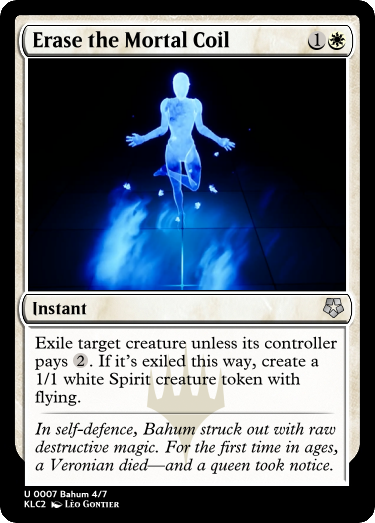 Erase the Mortal Coil 1
Instant
Exile target creature unless its controller
pays 2. If it's exiled this way, create a
1/1 white Spirit creature token with
flying.
In self-defence, Bahum struck out with raw
destructive magic. For the first time in ages,
a Veronian died—and a queen took notice.
U 0007 Bahum 4/7
KLC2 Lèo Gontier